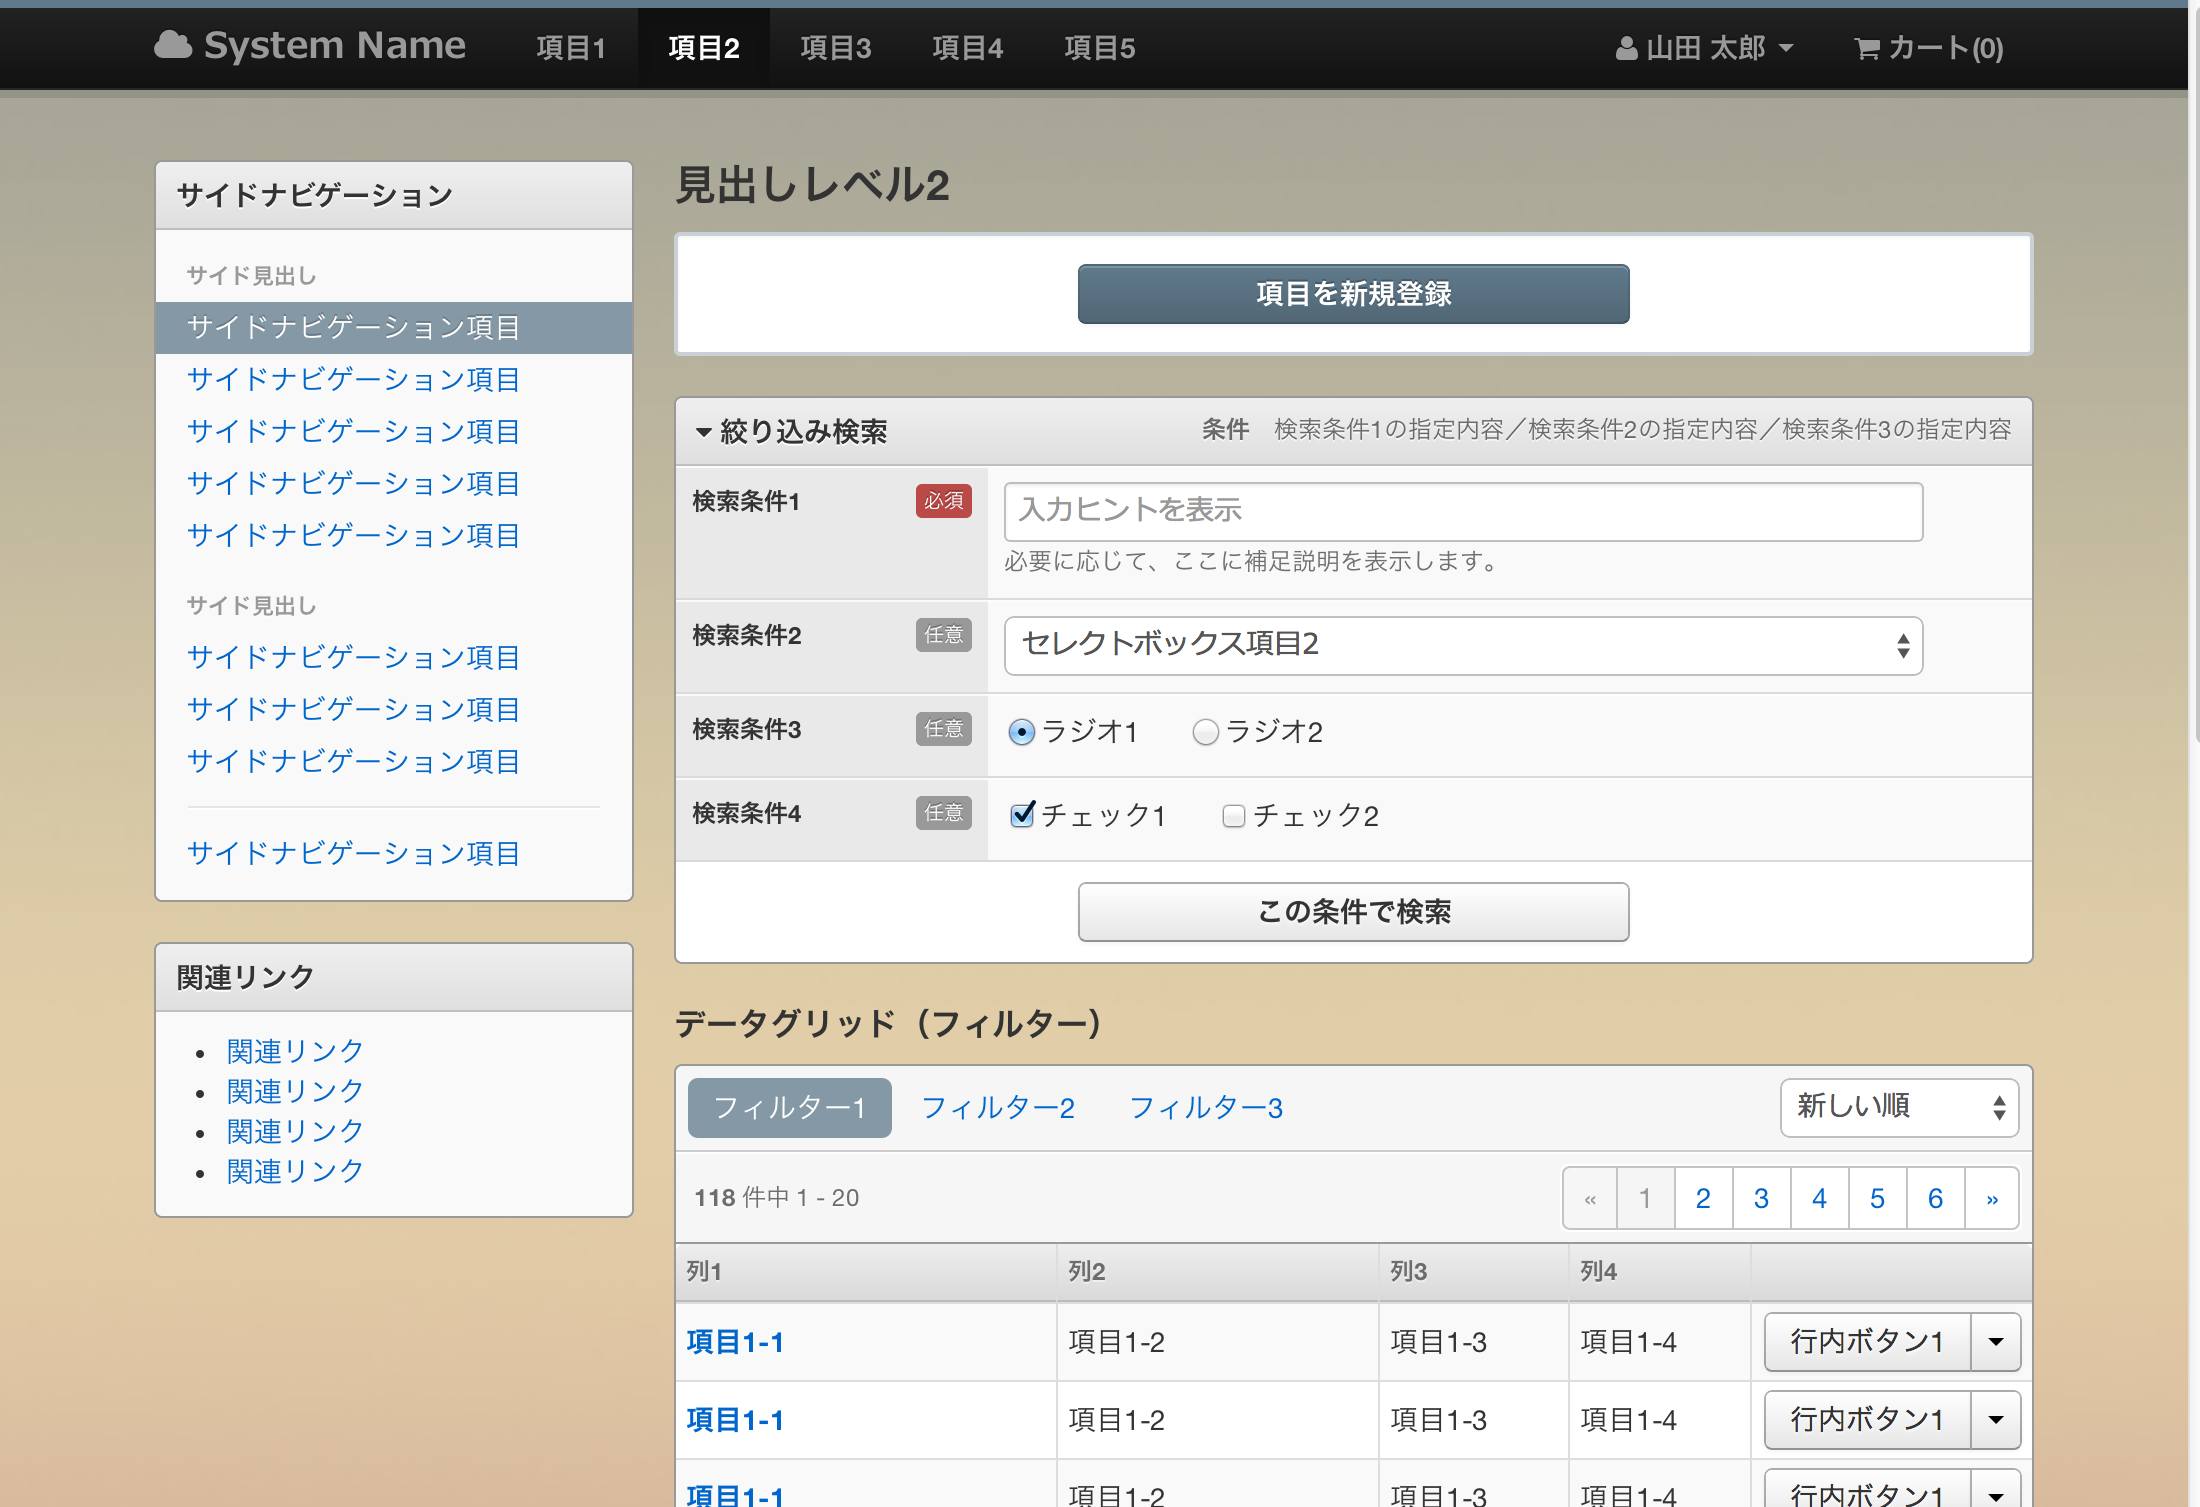 System Name 項目1 項目2 項目3 項目4 項目5 山田 太郎 カート(0)
サイドナビゲーション
サイド見出し
サイドナビゲーション項目
サイドナビゲーション項目
サイドナビゲーション項目
サイドナビゲーション項目
サイドナビゲーション項目
サイド見出し
サイドナビゲーション項目
サイドナビゲーション項目
サイドナビゲーション項目
サイドナビゲーション項目
関連リンク
• 関連リンク
• 関連リンク
• 関連リンク
• 関連リンク
見出しレベル2
項目を新規登録
絞り込み検索 条件 検索条件1の指定内容／検索条件2の指定内容／検索条件3の指定内容
検索条件1 必須 入力ヒントを表示
必要に応じて、ここに補足説明を表示します。
検索条件2 任意 セレクトボックス項目2
検索条件3 任意 ラジオ1 ラジオ2
検索条件4 任意 チェック1 チェック2
この条件で検索
データグリッド（フィルター）
フィルター1 フィルター2 フィルター3 新しい順
118 件中 1 - 20 « 1 2 3 4 5 6 »
列1 列2 列3 列4
項目1-1 項目1-2 項目1-3 項目1-4 行内ボタン1
項目1-1 項目1-2 項目1-3 項目1-4 行内ボタン1
項目1-1 項目1-2 項目1-3 項目1-4 行内ボタン1